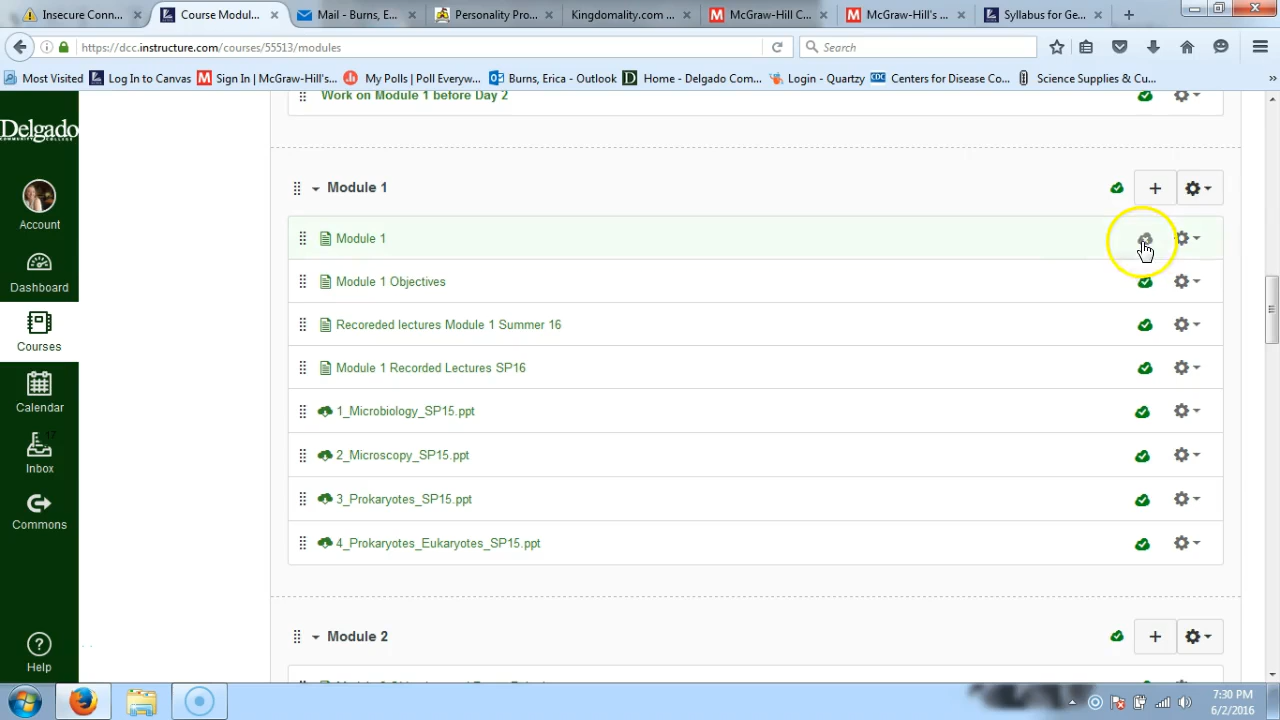 Insecure Conn...
Course Modul...
Mail - Burns, E...
Personality Pro...
Kingdomality.com ...
McGraw-Hill C...
McGraw-Hill's ...
Syllabus for Ge...
https://dcc.instructure.com/courses/55513/modules
Search
Most Visited
Log In to Canvas
Sign In | McGraw-Hill's...
My Polls | Poll Everyw...
Burns, Erica - Outlook
Home - Delgado Com...
Login - Quartzy
Centers for Disease Co...
Science Supplies & Cu...
Delgado
COMMUNITY COLLEGE
Account
Dashboard
Courses
Calendar
17
Inbox
Commons
Help
Work on Module 1 before Day 2
Module 1
Module 1
Module 1 Objectives
Recoreded lectures Module 1 Summer 16
Module 1 Recorded Lectures SP16
1_Microbiology_SP15.ppt
2_Microscopy_SP15.ppt
3_Prokaryotes_SP15.ppt
4_Prokaryotes_Eukaryotes_SP15.ppt
Module 2
7:30 PM
6/2/2016